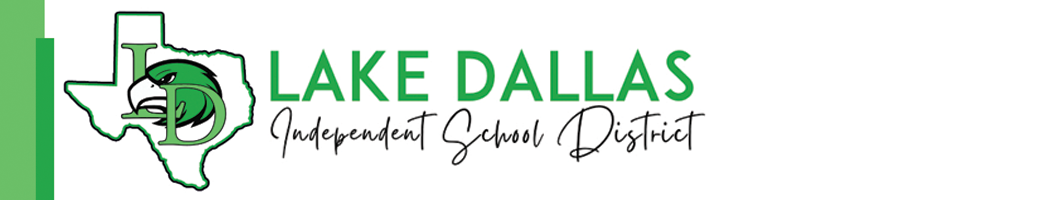 LD
LAKE DALLAS
Independent School District